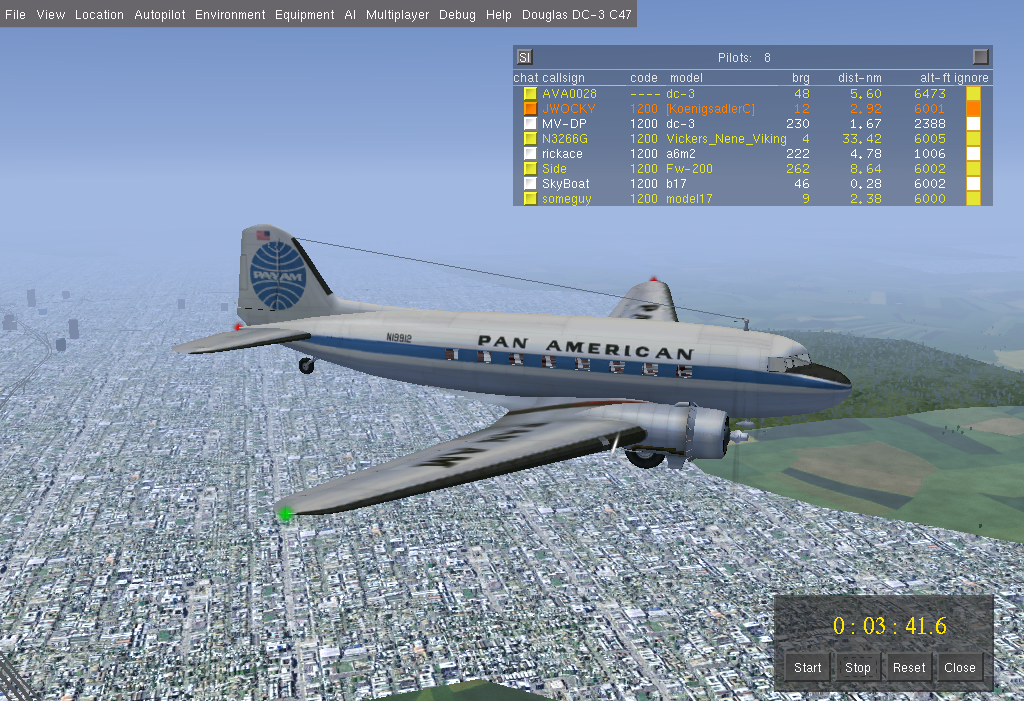 File View Location Autopilot Environment Equipment AI Multiplayer Debug Help Douglas DC-3 C47
SI Pilots: 8
chat callsign code model brg dist-nm alt-ft ignore
AVA0028 ---- dc-3 48 5.60 6473
JWOCKY 1200 [KoenigsadlerC] 12 2.92 6001
MV-DP 1200 dc-3 230 1.67 2388
N3266G 1200 Vickers_Nene_Viking 4 33.42 6005
rickace 1200 a6m2 222 4.78 1006
Side 1200 Fw-200 262 8.64 6002
SkyBoat 1200 b17 46 0.28 6002
someguy 1200 model17 9 2.38 6000
PAN AM
N19912
PAN AMERICAN
0 : 03 : 41.6
Start Stop Reset Close